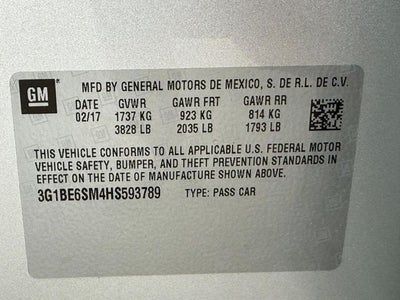 GM
MFD BY GENERAL MOTORS DE MEXICO, S. DE R.L. DE C.V.
DATE GVWR GAWR FRT GAWR RR
02/17 1737 KG 923 KG 814 KG
3828 LB 2035 LB 1793 LB
THIS VEHICLE CONFORMS TO ALL APPLICABLE U.S. FEDERAL MOTOR
VEHICLE SAFETY, BUMPER, AND THEFT PREVENTION STANDARDS IN
EFFECT ON THE DATE OF MANUFACTURE SHOWN ABOVE.
3G1BE6SM4HS593789 TYPE: PASS CAR